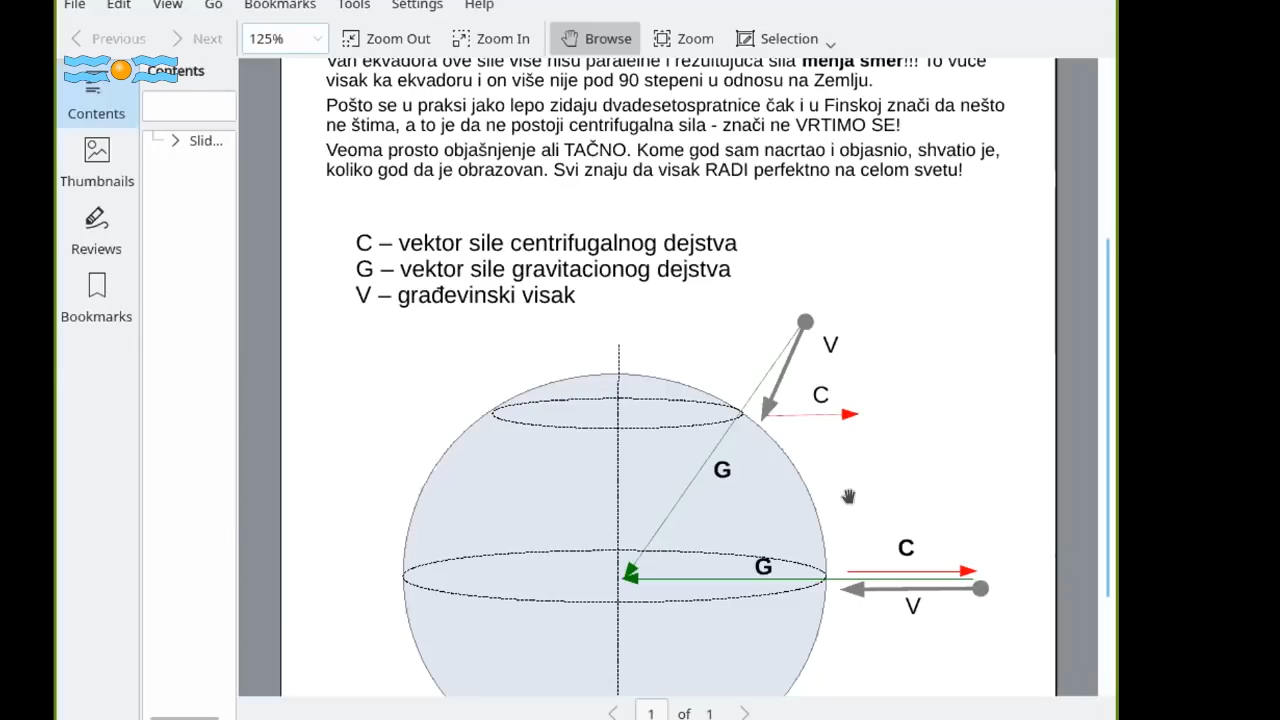 File Edit View Go Bookmarks Tools Settings Help
Previous Next 125% Zoom Out Zoom In Browse Zoom Selection
Contents
Contents
Slid...
Thumbnails
Reviews
Bookmarks
van ekvadora ove sile više nisu paralelne i rezultujuća sila menja smer!!! To vuče
visak ka ekvadoru i on više nije pod 90 stepeni u odnosu na Zemlju.
Pošto se u praksi jako lepo zidaju dvadesetospratnice čak i u Finskoj znači da nešto
ne štima, a to je da ne postoji centrifugalna sila - znači ne VRTIMO SE!
Veoma prosto objašnjenje ali TAČNO. Kome god sam nacrtao i objasnio, shvatio je,
koliko god da je obrazovan. Svi znaju da visak RADI perfektno na celom svetu!
C – vektor sile centrifugalnog dejstva
G – vektor sile gravitacionog dejstva
V – građevinski visak
V
C
G
C
G
V
1 of 1